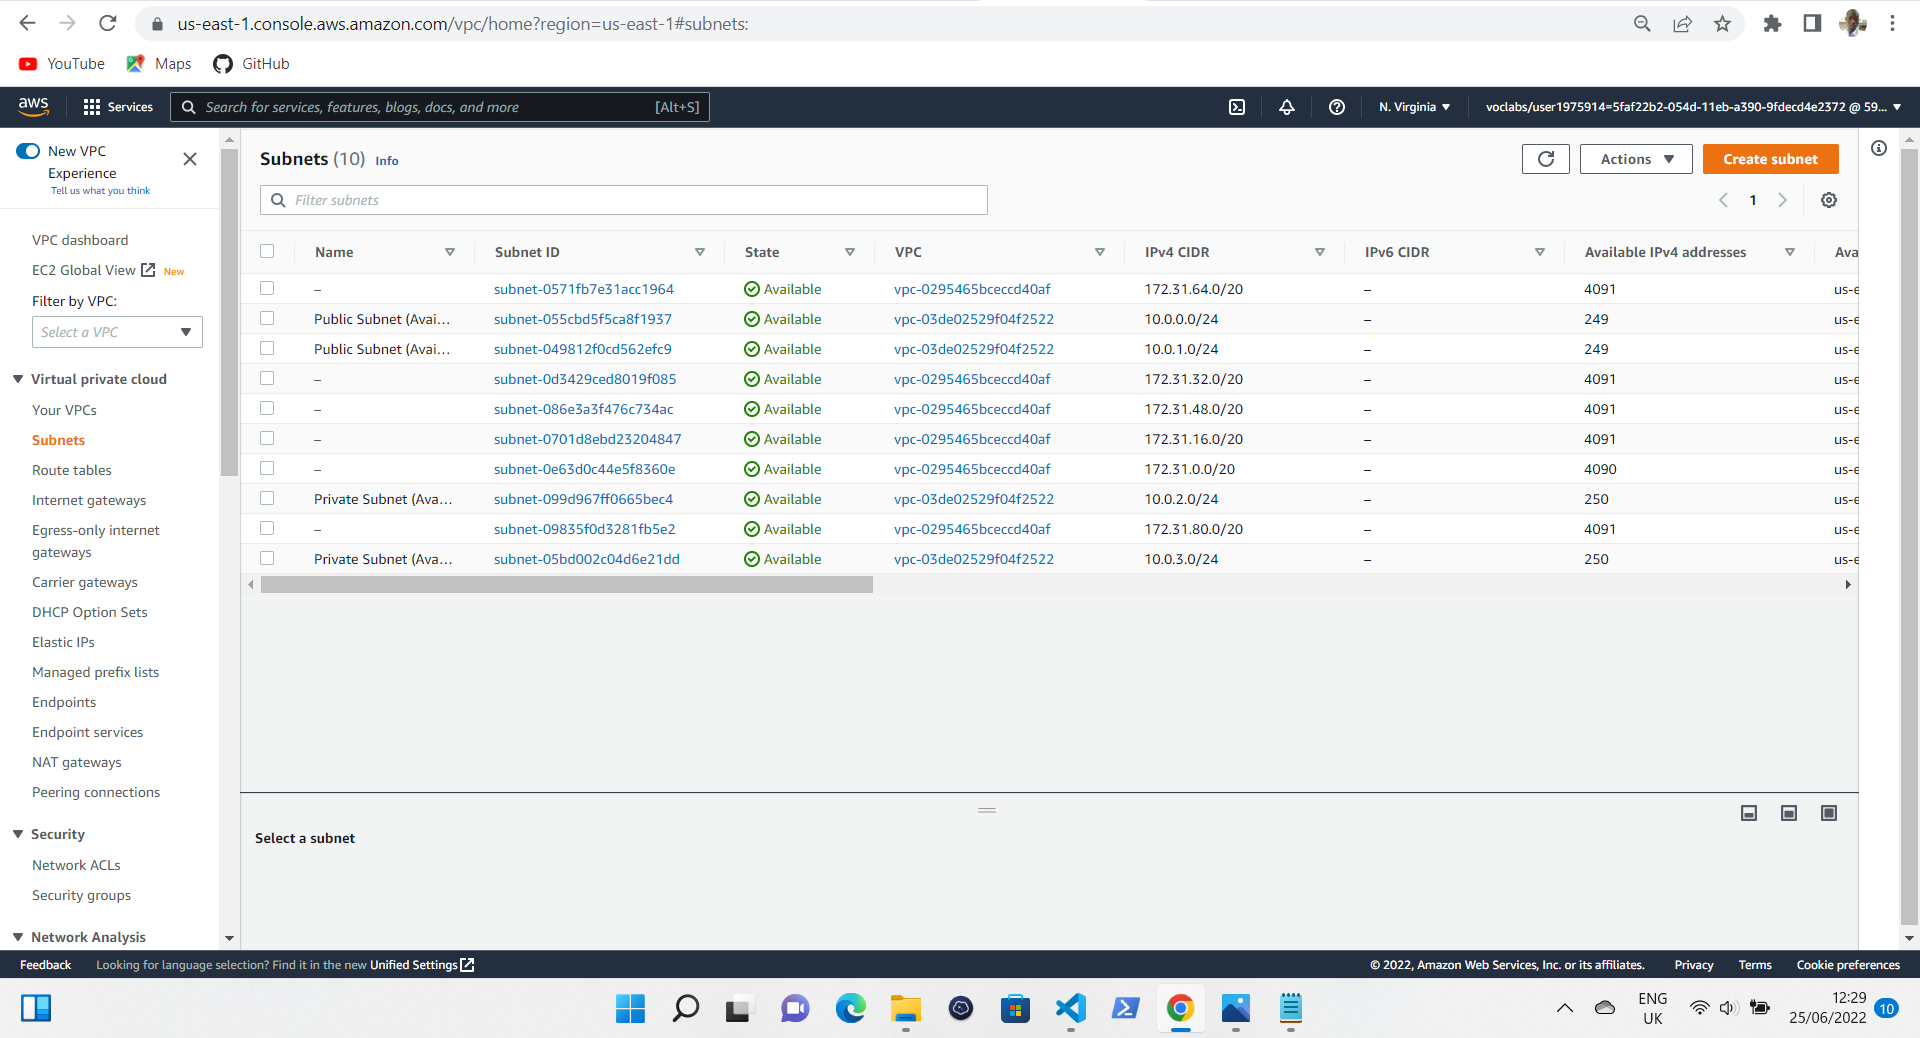 us-east-1.console.aws.amazon.com/vpc/home?region=us-east-1#subnets:
YouTube Maps GitHub
aws Services Search for services, features, blogs, docs, and more [Alt+S] N. Virginia voclabs/user1975914=5faf22b2-054d-11eb-a390-9fdecd4e2372 @ 59...
New VPC Experience
Tell us what you think
VPC dashboard
EC2 Global View New
Filter by VPC:
Select a VPC
Virtual private cloud
Your VPCs
Subnets
Route tables
Internet gateways
Egress-only internet
gateways
Carrier gateways
DHCP Option Sets
Elastic IPs
Managed prefix lists
Endpoints
Endpoint services
NAT gateways
Peering connections
Security
Network ACLs
Security groups
Network Analysis
Subnets (10) Info
Actions Create subnet
Filter subnets
1
Name Subnet ID State VPC IPv4 CIDR IPv6 CIDR Available IPv4 addresses Ava
– subnet-0571fb7e31acc1964 Available vpc-0295465bceccd40af 172.31.64.0/20 – 4091 us-e
Public Subnet (Avai... subnet-055cbd5f5ca8f1937 Available vpc-03de02529f04f2522 10.0.0.0/24 – 249 us-e
Public Subnet (Avai... subnet-049812f0cd562efc9 Available vpc-03de02529f04f2522 10.0.1.0/24 – 249 us-e
– subnet-0d3429ced8019f085 Available vpc-0295465bceccd40af 172.31.32.0/20 – 4091 us-e
– subnet-086e3a3f476c734ac Available vpc-0295465bceccd40af 172.31.48.0/20 – 4091 us-e
– subnet-0701d8ebd23204847 Available vpc-0295465bceccd40af 172.31.16.0/20 – 4091 us-e
– subnet-0e63d0c44e5f8360e Available vpc-0295465bceccd40af 172.31.0.0/20 – 4090 us-e
Private Subnet (Ava... subnet-099d967ff0665bec4 Available vpc-03de02529f04f2522 10.0.2.0/24 – 250 us-e
– subnet-09835f0d3281fb5e2 Available vpc-0295465bceccd40af 172.31.80.0/20 – 4091 us-e
Private Subnet (Ava... subnet-05bd002c04d6e21dd Available vpc-03de02529f04f2522 10.0.3.0/24 – 250 us-e
Select a subnet
Feedback Looking for language selection? Find it in the new Unified Settings © 2022, Amazon Web Services, Inc. or its affiliates. Privacy Terms Cookie preferences
ENG
UK
12:29
25/06/2022
10